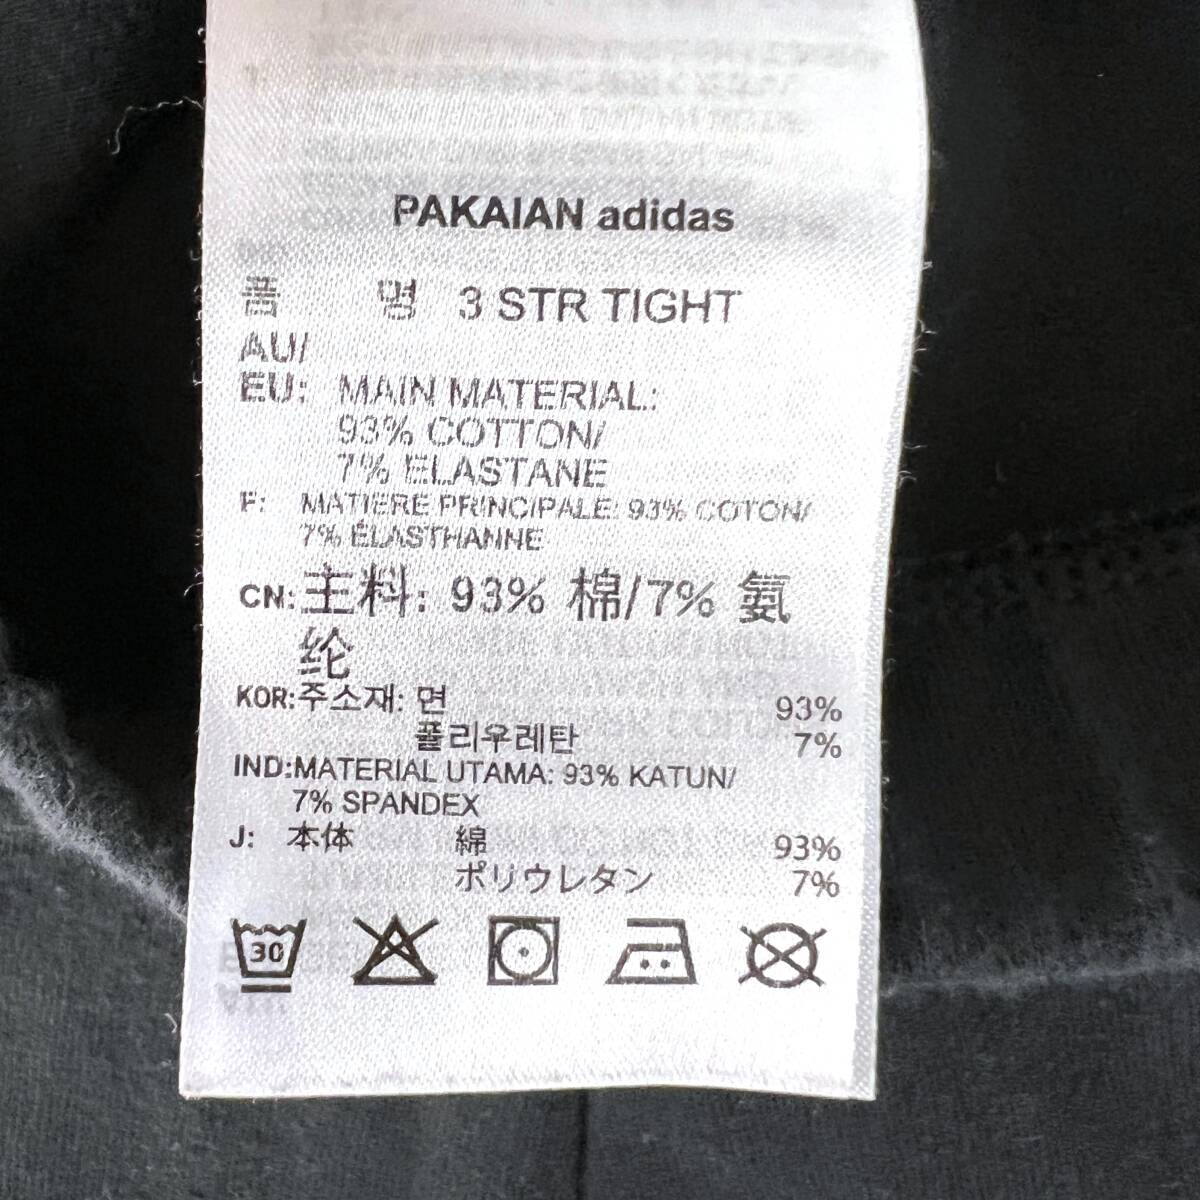 PAKAIAN adidas
품 명 3 STR TIGHT
AU/
EU: MAIN MATERIAL:
93% COTTON/
7% ELASTANE
F: MATIERE PRINCIPALE: 93% COTON/
7% ÉLASTHANNE
CN: 主料: 93% 棉/7% 氨
纶
KOR: 주소재: 면 93%
폴리우레탄 7%
IND: MATERIAL UTAMA: 93% KATUN/
7% SPANDEX
J: 本体 綿 93%
ポリウレタン 7%
30